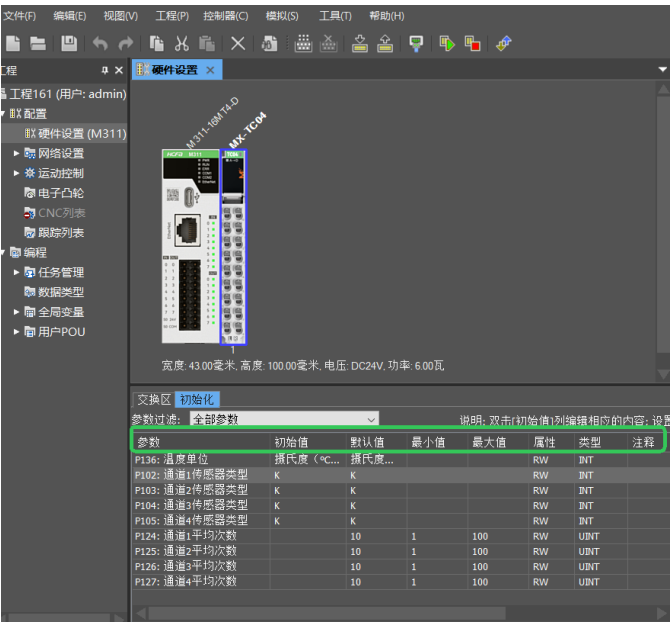 文件(F) 编辑(E) 视图(V) 工程(P) 控制器(C) 模拟(S) 工具(T) 帮助(H)
工程161 (用户: admin)
配置
硬件设置 (M311)
网络设置
运动控制
电子凸轮
CNC列表
跟踪列表
编程
任务管理
数据类型
全局变量
用户POU
硬件设置
M311-16MT4-D
MX-TC04
M311
TC04
1
宽度: 43.00毫米, 高度: 100.00毫米, 电压: DC24V, 功率: 6.00瓦
交换区 初始化
参数过滤: 全部参数 说明: 双击[初始值]列编辑相应的内容; 设置
参数 初始值 默认值 最小值 最大值 属性 类型 注释
P136: 温度单位 摄氏度（℃... 摄氏度... RW INT
P102: 通道1传感器类型 K K RW INT
P103: 通道2传感器类型 K K RW INT
P104: 通道3传感器类型 K K RW INT
P105: 通道4传感器类型 K K RW INT
P124: 通道1平均次数 10 1 100 RW UINT
P125: 通道2平均次数 10 1 100 RW UINT
P126: 通道3平均次数 10 1 100 RW UINT
P127: 通道4平均次数 10 1 100 RW UINT